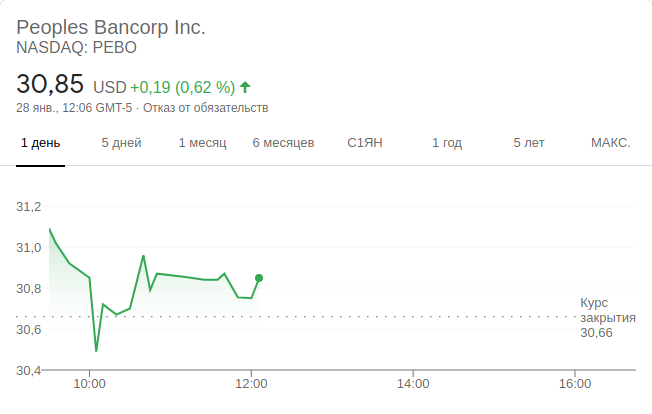 Peoples Bancorp Inc.
NASDAQ: PEBO
30,85 USD +0,19 (0,62 %)
28 янв., 12:06 GMT-5 · Отказ от обязательств
1 день 5 дней 1 месяц 6 месяцев С1ЯН 1 год 5 лет МАКС.
31,2
31,0
30,8
30,6
30,4
Курс
закрытия
30,66
10:00 12:00 14:00 16:00